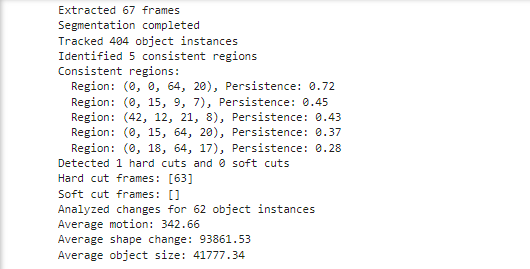 Extracted 67 frames
Segmentation completed
Tracked 404 object instances
Identified 5 consistent regions
Consistent regions:
  Region: (0, 0, 64, 20), Persistence: 0.72
  Region: (0, 15, 9, 7), Persistence: 0.45
  Region: (42, 12, 21, 8), Persistence: 0.43
  Region: (0, 15, 64, 20), Persistence: 0.37
  Region: (0, 18, 64, 17), Persistence: 0.28
Detected 1 hard cuts and 0 soft cuts
Hard cut frames: [63]
Soft cut frames: []
Analyzed changes for 62 object instances
Average motion: 342.66
Average shape change: 93861.53
Average object size: 41777.34